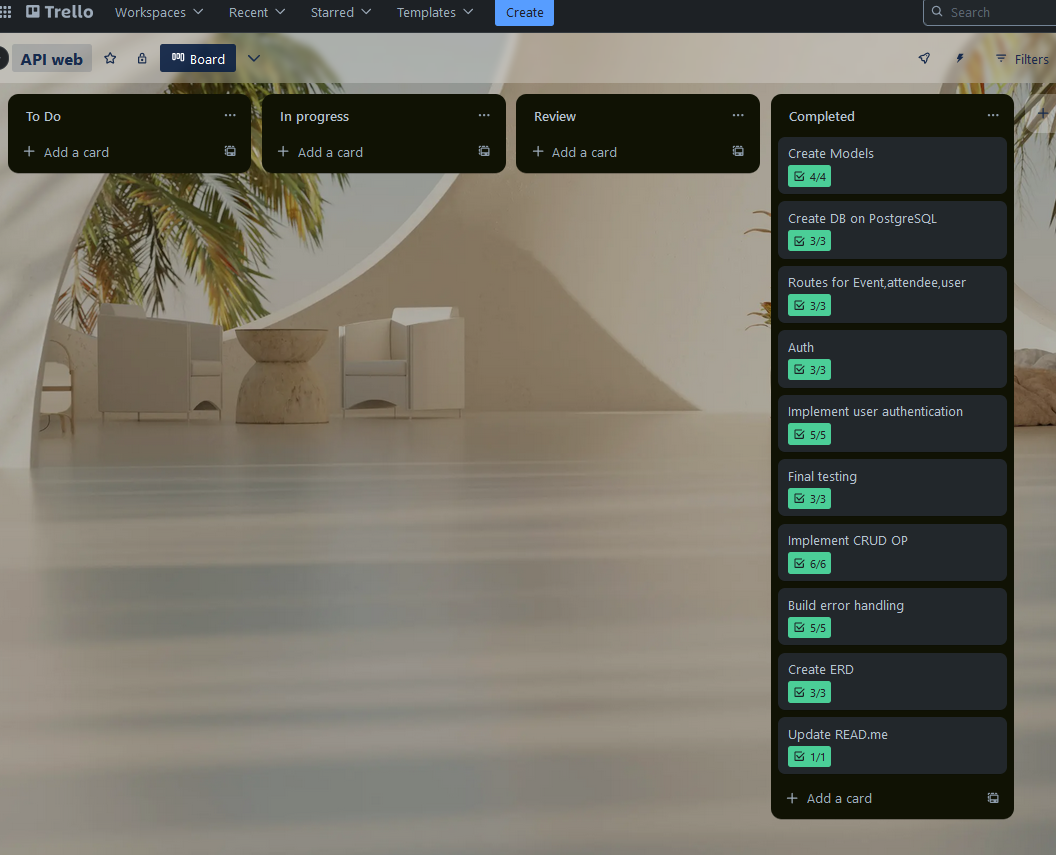 Trello Workspaces Recent Starred Templates Create Search
API web Board Filters
To Do
Add a card
In progress
Add a card
Review
Add a card
Completed
Create Models
4/4
Create DB on PostgreSQL
3/3
Routes for Event,attendee,user
3/3
Auth
3/3
Implement user authentication
5/5
Final testing
3/3
Implement CRUD OP
6/6
Build error handling
5/5
Create ERD
3/3
Update READ.me
1/1
Add a card